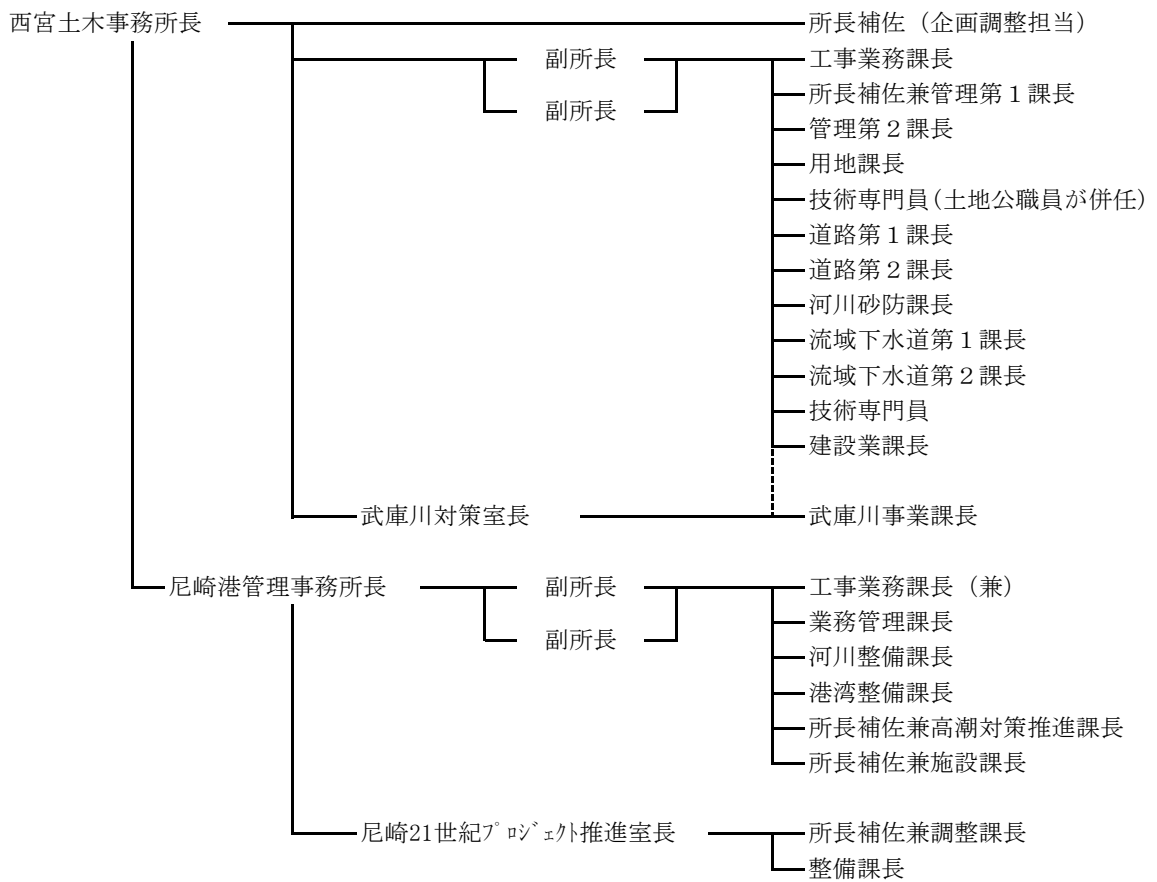 西宮土木事務所長 所長補佐（企画調整担当）
副所長 工事業務課長
所長補佐兼管理第１課長
副所長
管理第２課長
用地課長
技術専門員（土地公職員が併任）
道路第１課長
道路第２課長
河川砂防課長
流域下水道第１課長
流域下水道第２課長
技術専門員
建設業課長
武庫川対策室長 武庫川事業課長
尼崎港管理事務所長 副所長 工事業務課長（兼）
業務管理課長
副所長
河川整備課長
港湾整備課長
所長補佐兼高潮対策推進課長
所長補佐兼施設課長
尼崎21世紀ﾌﾟﾛｼﾞｪｸﾄ推進室長 所長補佐兼調整課長
整備課長